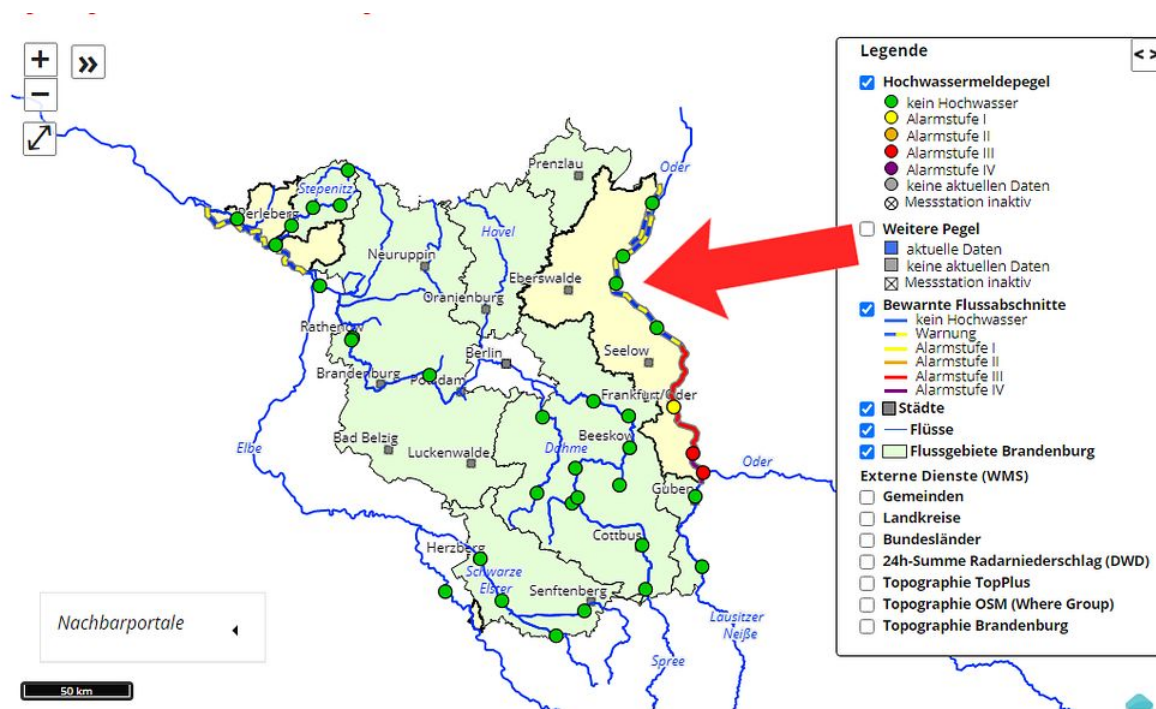 Legende
Hochwassermeldepegel
kein Hochwasser
Alarmstufe I
Alarmstufe II
Alarmstufe III
Alarmstufe IV
keine aktuellen Daten
Messstation inaktiv
Weitere Pegel
aktuelle Daten
keine aktuellen Daten
Messstation inaktiv
Bewarnte Flussabschnitte
kein Hochwasser
Warnung
Alarmstufe I
Alarmstufe II
Alarmstufe III
Alarmstufe IV
Städte
Flüsse
Flussgebiete Brandenburg
Externe Dienste (WMS)
Gemeinden
Landkreise
Bundesländer
24h-Summe Radarniederschlag (DWD)
Topographie TopPlus
Topographie OSM (Where Group)
Topographie Brandenburg
Prenzlau
Oder
Stepenitz
Perleberg
Havel
Neuruppin
Eberswalde
Oranienburg
Rathenow
Berlin
Seelow
Brandenburg
Potsdam
Frankfurt/Oder
Bad Belzig
Luckenwalde
Dahme
Beeskow
Elbe
Oder
Guben
Cottbus
Herzberg
Schwarze
Elster
Senftenberg
Lausitzer
Neiße
Spree
Nachbarportale
50 km